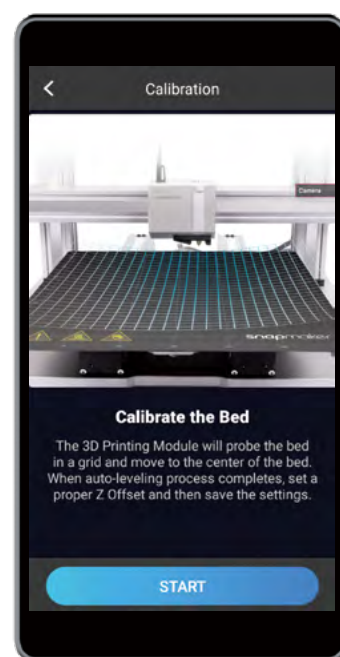 Calibration
Camera
snapmaker
Calibrate the Bed
The 3D Printing Module will probe the bed
in a grid and move to the center of the bed.
When auto-leveling process completes, set a
proper Z Offset and then save the settings.
START